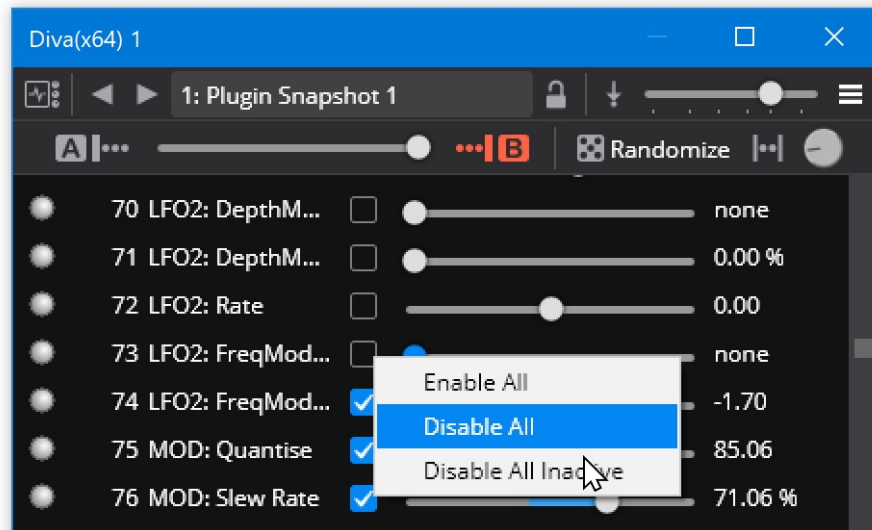 Diva(x64) 1
1: Plugin Snapshot 1
A B Randomize
70 LFO2: DepthM... none
71 LFO2: DepthM... 0.00 %
72 LFO2: Rate 0.00
73 LFO2: FreqMod... none
Enable All
74 LFO2: FreqMod... -1.70
Disable All
75 MOD: Quantise 85.06
Disable All Inactive
76 MOD: Slew Rate 71.06 %